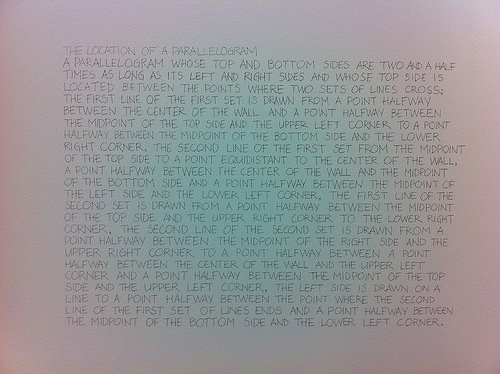 THE LOCATION OF A PARALLELOGRAM
A PARALLELOGRAM WHOSE TOP AND BOTTOM SIDES ARE TWO AND A HALF
TIMES AS LONG AS ITS LEFT AND RIGHT SIDES AND WHOSE TOP SIDE IS
LOCATED BETWEEN THE POINTS WHERE TWO SETS OF LINES CROSS;
THE FIRST LINE OF THE FIRST SET IS DRAWN FROM A POINT HALFWAY
BETWEEN THE CENTER OF THE WALL AND A POINT HALFWAY BETWEEN
THE MIDPOINT OF THE TOP SIDE AND THE UPPER LEFT CORNER TO A POINT
HALFWAY BETWEEN THE MIDPOINT OF THE BOTTOM SIDE AND THE LOWER
RIGHT CORNER, THE SECOND LINE OF THE FIRST SET FROM THE MIDPOINT
OF THE TOP SIDE TO A POINT EQUIDISTANT TO THE CENTER OF THE WALL,
A POINT HALFWAY BETWEEN THE CENTER OF THE WALL AND THE MIDPOINT
OF THE BOTTOM SIDE AND A POINT HALFWAY BETWEEN THE MIDPOINT OF
THE LEFT SIDE AND THE LOWER LEFT CORNER, THE FIRST LINE OF THE
SECOND SET IS DRAWN FROM A POINT HALFWAY BETWEEN THE MIDPOINT
OF THE TOP SIDE AND THE UPPER RIGHT CORNER TO THE LOWER RIGHT
CORNER, THE SECOND LINE OF THE SECOND SET IS DRAWN FROM A
POINT HALFWAY BETWEEN THE MIDPOINT OF THE RIGHT SIDE AND THE
UPPER RIGHT CORNER TO A POINT HALFWAY BETWEEN A POINT
HALFWAY BETWEEN THE CENTER OF THE WALL AND THE UPPER LEFT
CORNER AND A POINT HALFWAY BETWEEN THE MIDPOINT OF THE TOP
SIDE AND THE UPPER LEFT CORNER. THE LEFT SIDE IS DRAWN ON A
LINE TO A POINT HALFWAY BETWEEN THE POINT WHERE THE SECOND
LINE OF THE FIRST SET OF LINES ENDS AND A POINT HALFWAY BETWEEN
THE MIDPOINT OF THE BOTTOM SIDE AND THE LOWER LEFT CORNER.